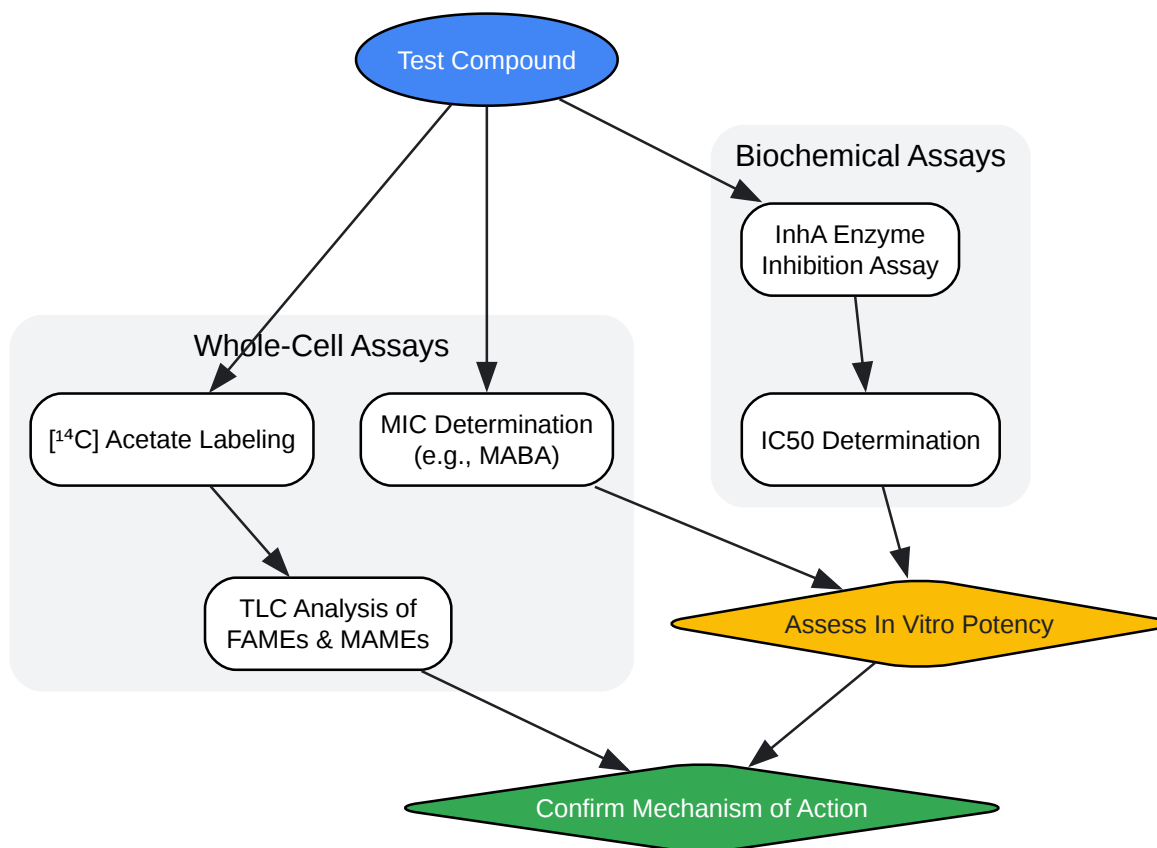 Test Compound
Biochemical Assays
InhA Enzyme
Inhibition Assay
Whole-Cell Assays
[¹⁴C] Acetate Labeling
MIC Determination
(e.g., MABA)
IC50 Determination
TLC Analysis of
FAMEs & MAMEs
Assess In Vitro Potency
Confirm Mechanism of Action